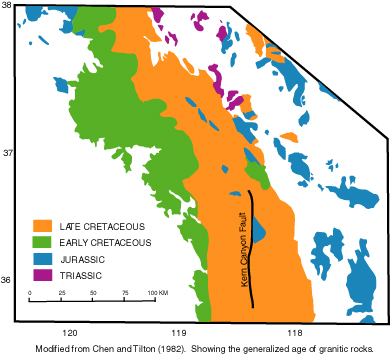 38
37
36
Kern Canyon Fault
LATE CRETACEOUS
EARLY CRETACEOUS
JURASSIC
TRIASSIC
0 25 50 75 100 KM
120 119 118
Modified from Chen and Tilton (1982). Showing the generalized age of granitic rocks.